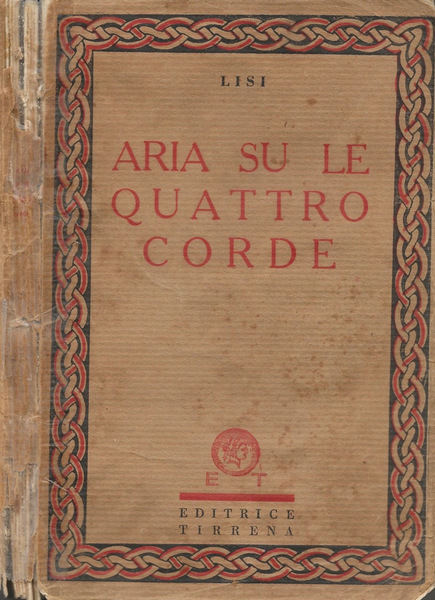 LISI
ARIA SU LE
QUATTRO
CORDE
E T
EDITRICE
TIRRENA